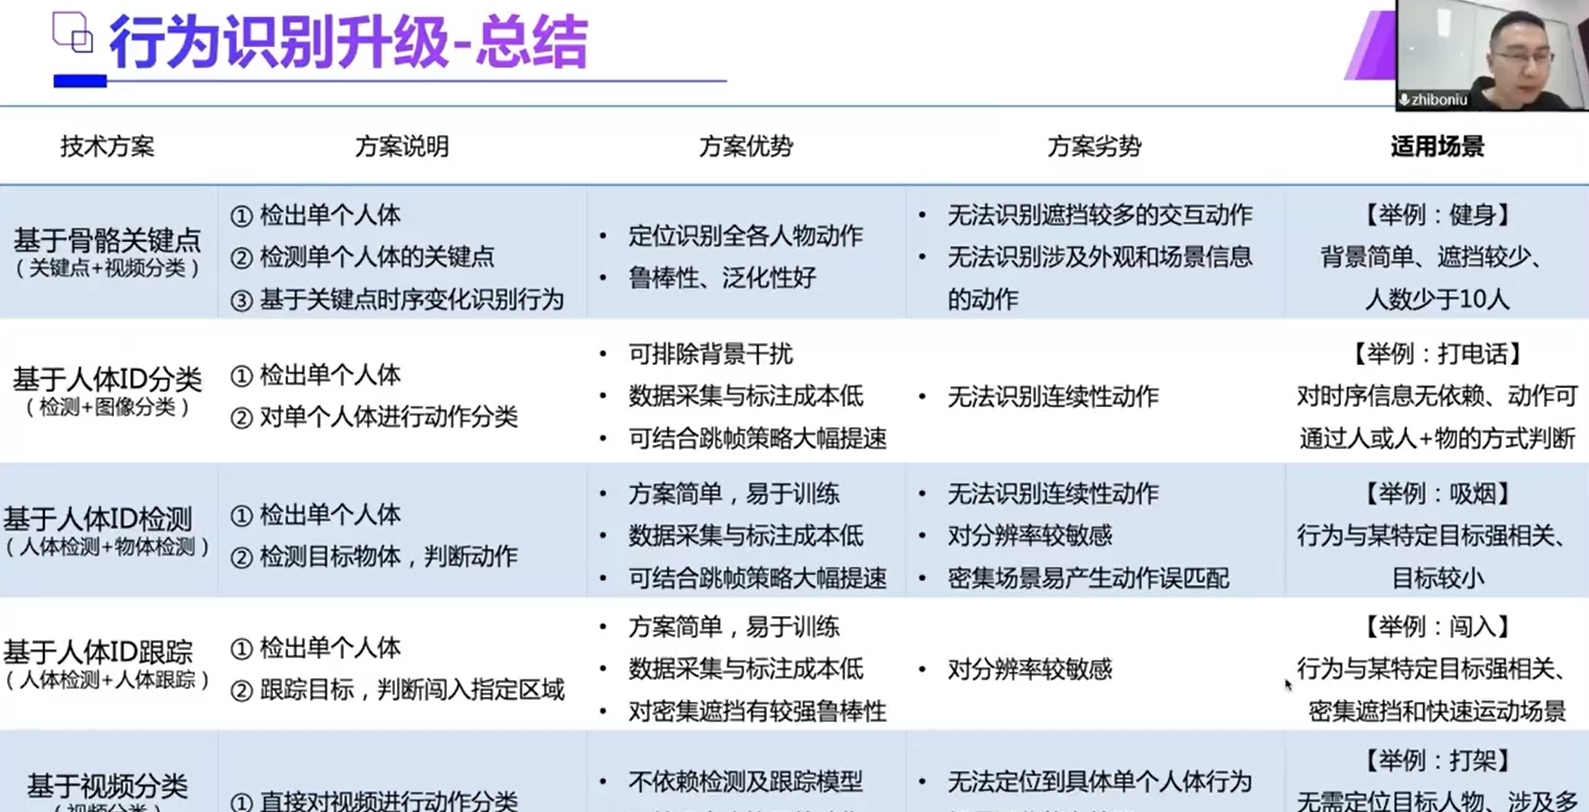 行为识别升级-总结
zhiboniu
技术方案 方案说明 方案优势 方案劣势 适用场景
基于骨骼关键点
（关键点+视频分类）
① 检出单个人体
② 检测单个人体的关键点
③ 基于关键点时序变化识别行为
• 定位识别全各人物动作
• 鲁棒性、泛化性好
• 无法识别遮挡较多的交互动作
• 无法识别涉及外观和场景信息
的动作
【举例：健身】
背景简单、遮挡较少、
人数少于10人
基于人体ID分类
（检测+图像分类）
① 检出单个人体
② 对单个人体进行动作分类
• 可排除背景干扰
• 数据采集与标注成本低
• 可结合跳帧策略大幅提速
• 无法识别连续性动作
【举例：打电话】
对时序信息无依赖、动作可
通过人或人+物的方式判断
基于人体ID检测
（人体检测+物体检测）
① 检出单个人体
② 检测目标物体，判断动作
• 方案简单，易于训练
• 数据采集与标注成本低
• 可结合跳帧策略大幅提速
• 无法识别连续性动作
• 对分辨率较敏感
• 密集场景易产生动作误匹配
【举例：吸烟】
行为与某特定目标强相关、
目标较小
基于人体ID跟踪
（人体检测+人体跟踪）
① 检出单个人体
② 跟踪目标，判断闯入指定区域
• 方案简单，易于训练
• 数据采集与标注成本低
• 对密集遮挡有较强鲁棒性
• 对分辨率较敏感
【举例：闯入】
行为与某特定目标强相关、
密集遮挡和快速运动场景
基于视频分类
（视频分类）
① 直接对视频进行动作分类
• 不依赖检测及跟踪模型
• 无法定位到具体单个人体行为
【举例：打架】
无需定位目标人物、涉及多